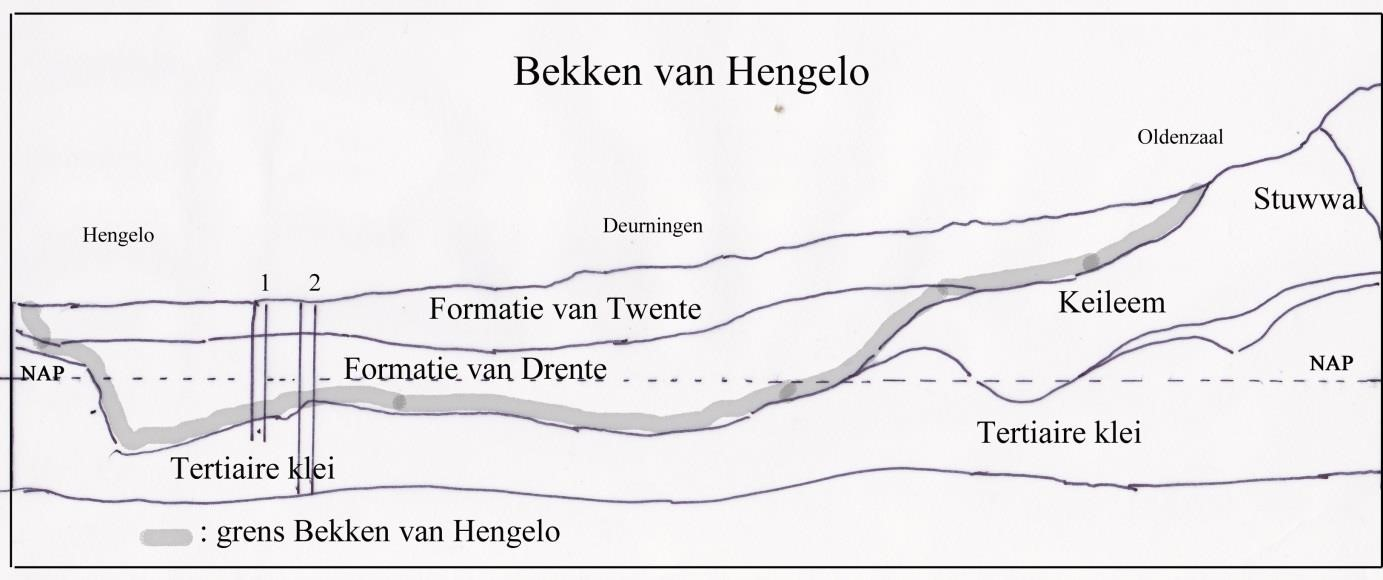 Bekken van Hengelo
Oldenzaal
Stuwwal
Hengelo
Deurningen
1 2
Formatie van Twente
Keileem
Formatie van Drente
NAP
NAP
Tertiaire klei
Tertiaire klei
: grens Bekken van Hengelo